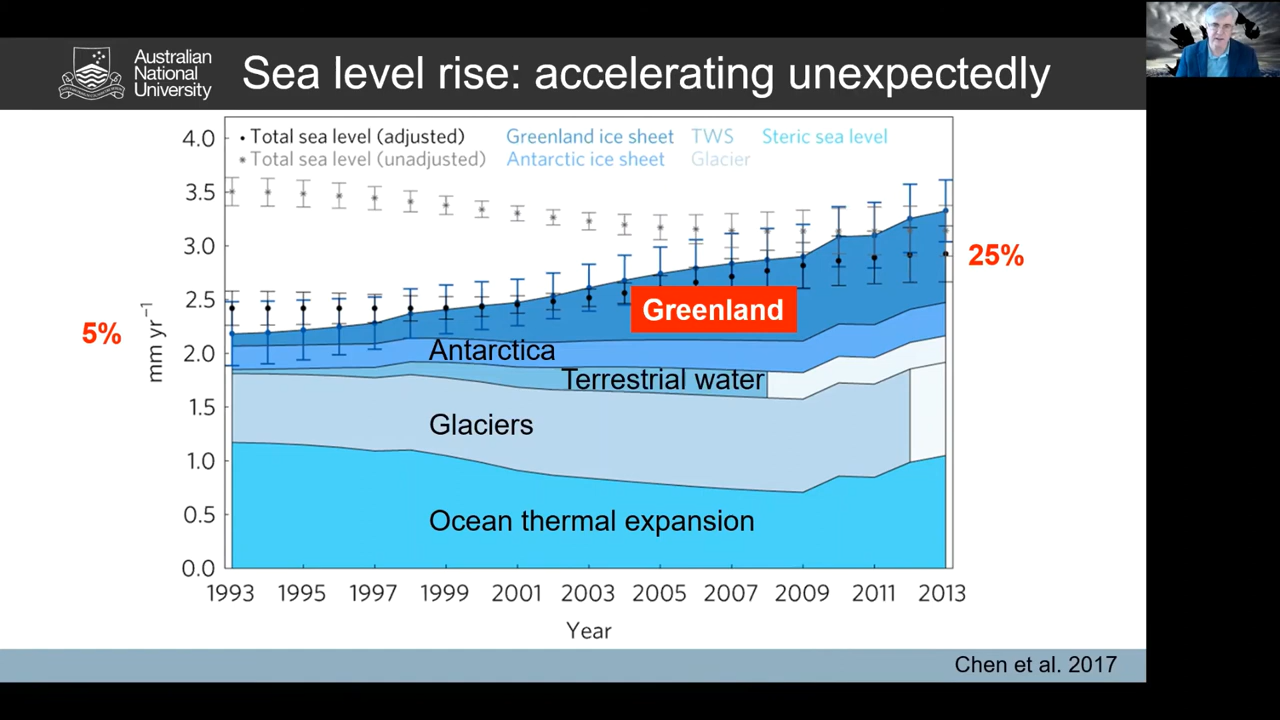 Australian
National
University
Sea level rise: accelerating unexpectedly
• Total sea level (adjusted) Greenland ice sheet TWS Steric sea level
Total sea level (unadjusted) Antarctic ice sheet Glacier
4.0
3.5
3.0
2.5
2.0
1.5
1.0
0.5
0.0
mm yr⁻¹
5%
25%
Greenland
Antarctica
Terrestrial water
Glaciers
Ocean thermal expansion
1993 1995 1997 1999 2001 2003 2005 2007 2009 2011 2013
Year
Chen et al. 2017